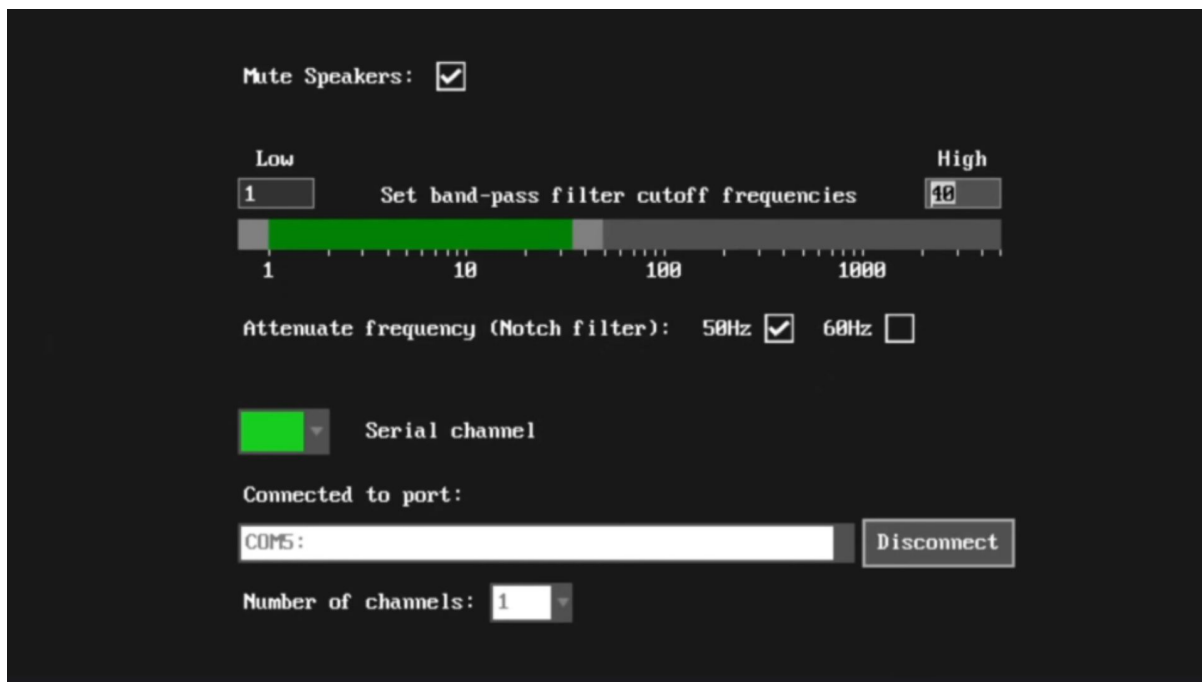 Mute Speakers:
Low High
1 Set band-pass filter cutoff frequencies 40
1 10 100 1000
Attenuate frequency (Notch filter): 50Hz 60Hz
Serial channel
Connected to port:
COM5: Disconnect
Number of channels: 1